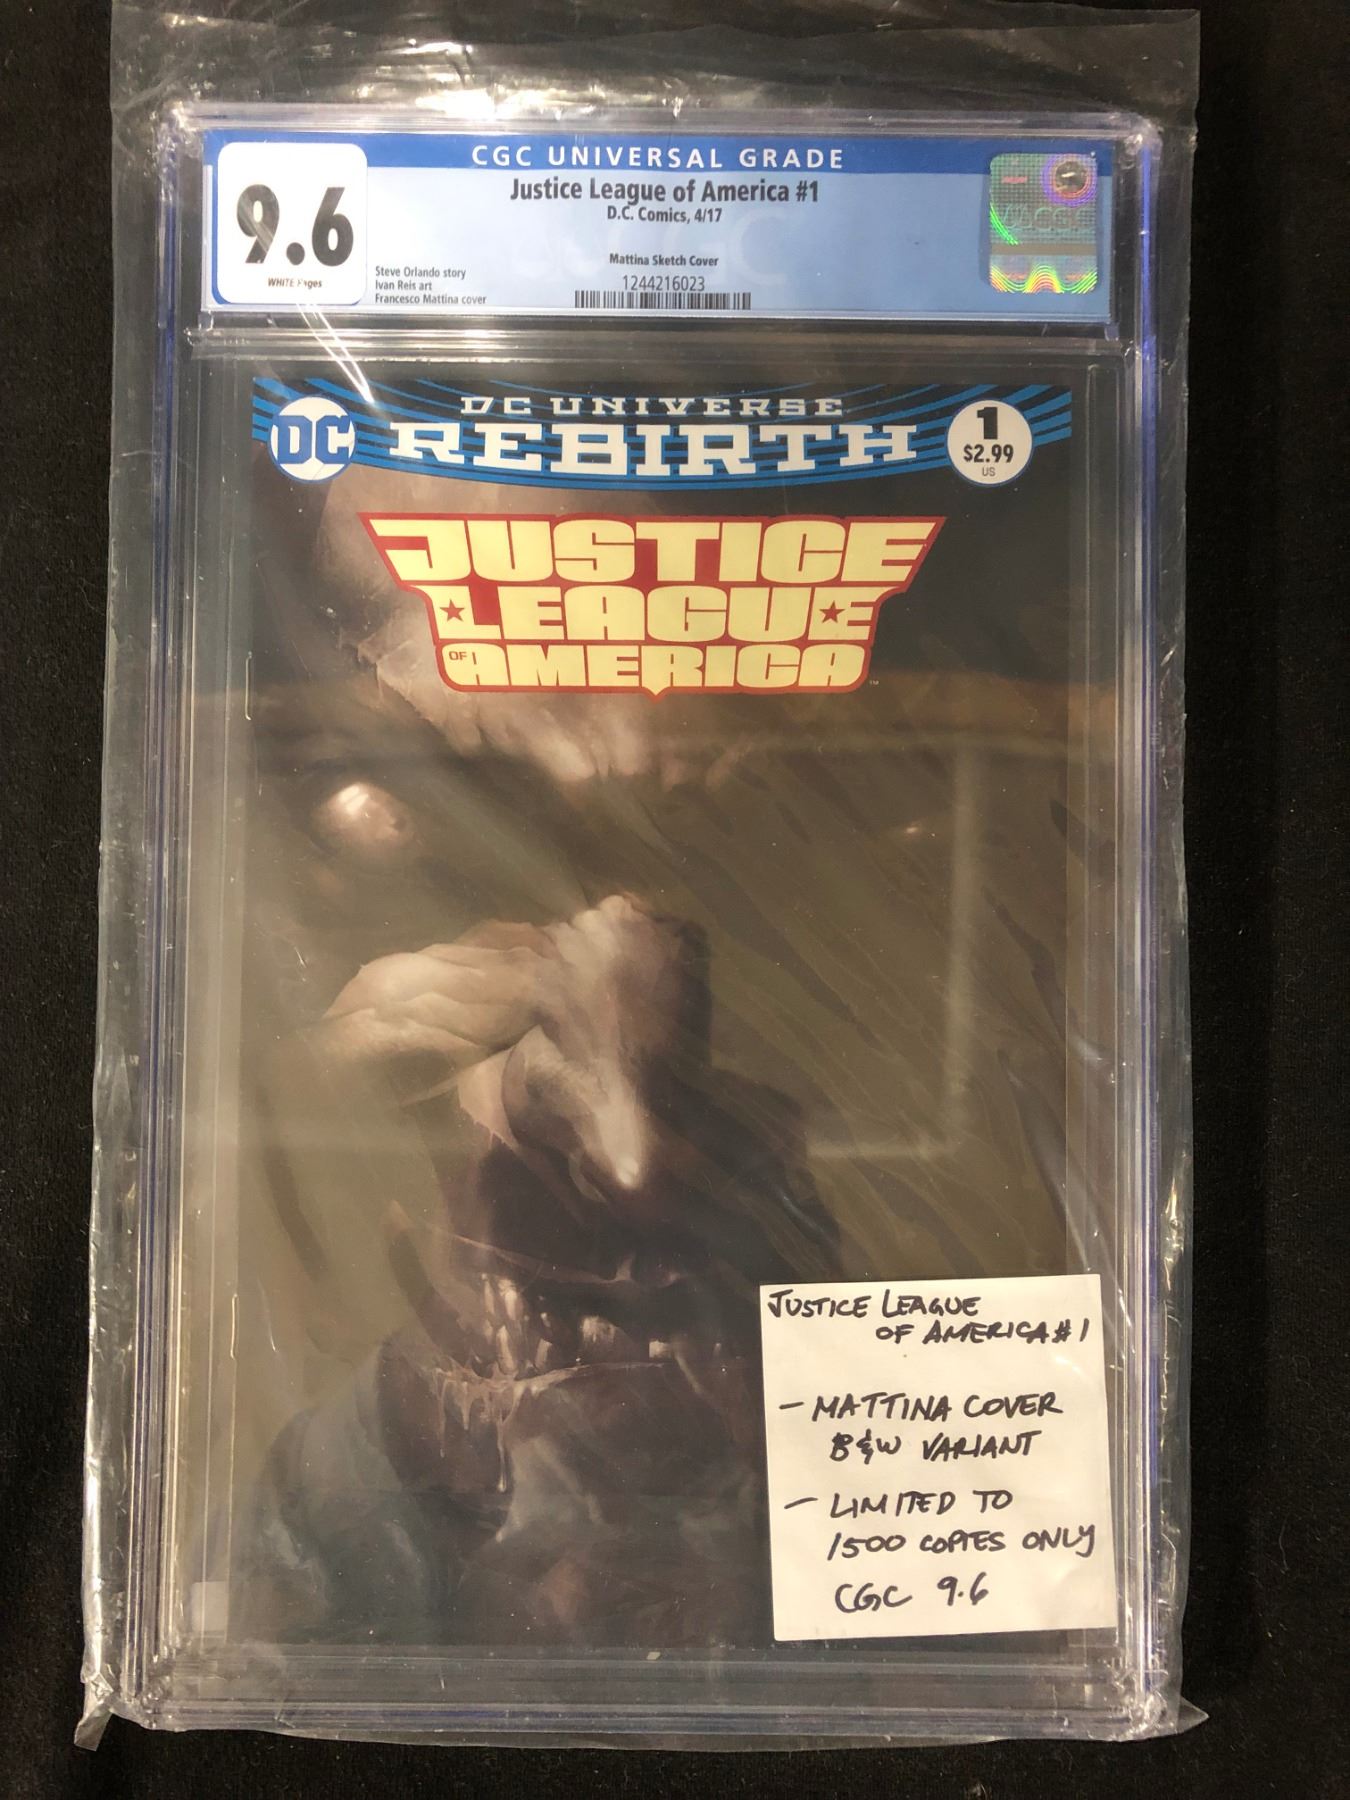 CGC UNIVERSAL GRADE
9.6
WHITE Pages
Justice League of America #1
D.C. Comics, 4/17
Mattina Sketch Cover
1244216023
Steve Orlando story
Ivan Reis art
Francesco Mattina cover
CGC
DC
DC UNIVERSE
REBIRTH
1
$2.99
US
JUSTICE
LEAGUE
OF AMERICA
TM
JUSTICE LEAGUE
OF AMERICA #1
- MATTINA COVER
B&W VARIANT
- LIMITED TO
1500 COPIES ONLY
CGC 9.6